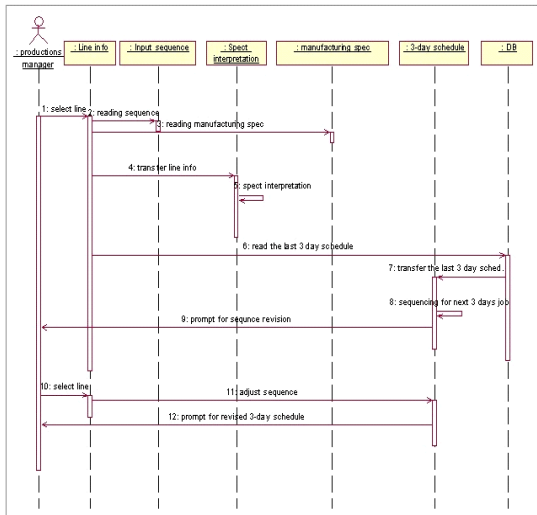 : productions
manager
: Line info
: Input sequence
: Spect
interpretation
: manufacturing spec
: 3-day schedule
: DB
1: select line
2: reading sequence
3: reading manufacturing spec
4: transfer line info
5: spect interpretation
6: read the last 3 day schedule
7: transfer the last 3 day sched..
8: sequencing for next 3 days job
9: prompt for sequnce revision
10: select line
11: adjust sequence
12: prompt for revised 3-day schedule